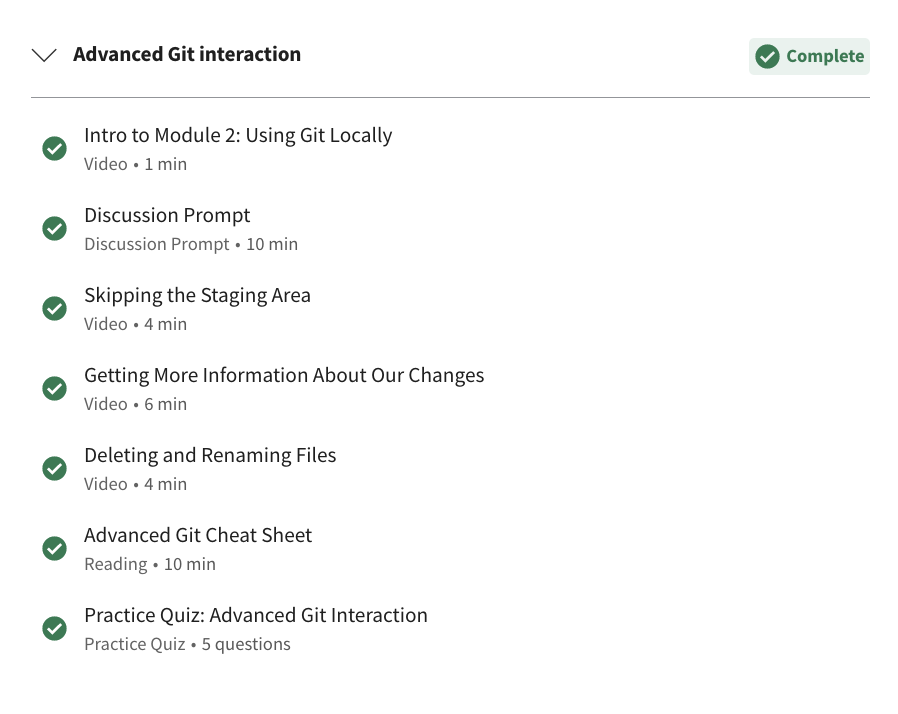 Advanced Git interaction
Complete
Intro to Module 2: Using Git Locally
Video • 1 min
Discussion Prompt
Discussion Prompt • 10 min
Skipping the Staging Area
Video • 4 min
Getting More Information About Our Changes
Video • 6 min
Deleting and Renaming Files
Video • 4 min
Advanced Git Cheat Sheet
Reading • 10 min
Practice Quiz: Advanced Git Interaction
Practice Quiz • 5 questions